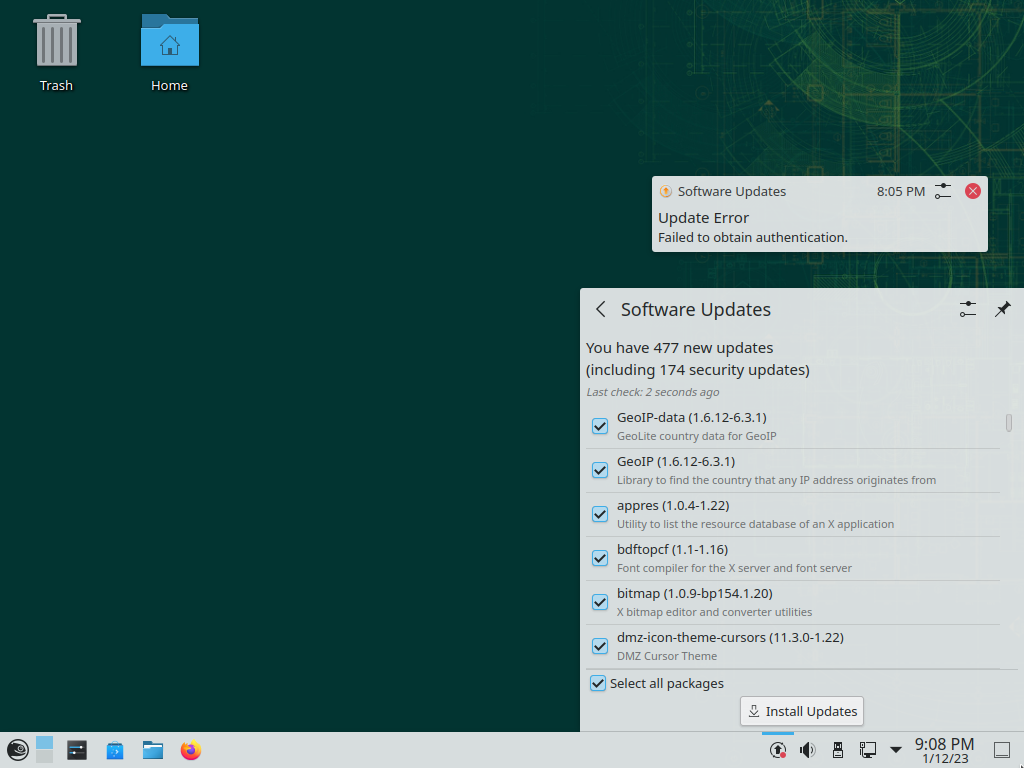 Trash
Home
Software Updates 8:05 PM
Update Error
Failed to obtain authentication.
Software Updates
You have 477 new updates
(including 174 security updates)
Last check: 2 seconds ago
GeoIP-data (1.6.12-6.3.1)
GeoLite country data for GeoIP
GeoIP (1.6.12-6.3.1)
Library to find the country that any IP address originates from
appres (1.0.4-1.22)
Utility to list the resource database of an X application
bdftopcf (1.1-1.16)
Font compiler for the X server and font server
bitmap (1.0.9-bp154.1.20)
X bitmap editor and converter utilities
dmz-icon-theme-cursors (11.3.0-1.22)
DMZ Cursor Theme
Select all packages
Install Updates
9:08 PM
1/12/23